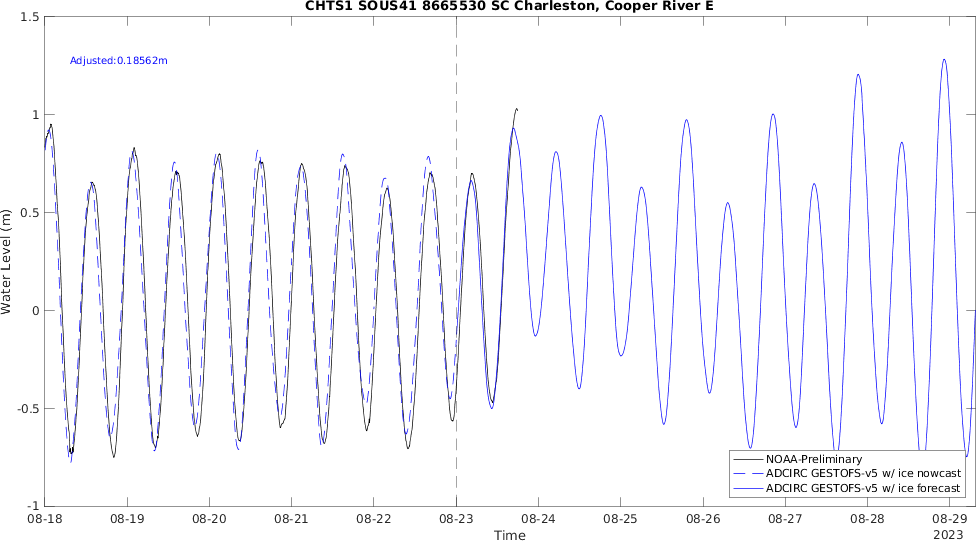 CHTS1 SOUS41 8665530 SC Charleston, Cooper River E
Adjusted:0.18562m
1.5
1
0.5
0
-0.5
-1
Water Level (m)
NOAA-Preliminary
ADCIRC GESTOFS-v5 w/ ice nowcast
ADCIRC GESTOFS-v5 w/ ice forecast
08-18 08-19 08-20 08-21 08-22 08-23 08-24 08-25 08-26 08-27 08-28 08-29
Time
2023